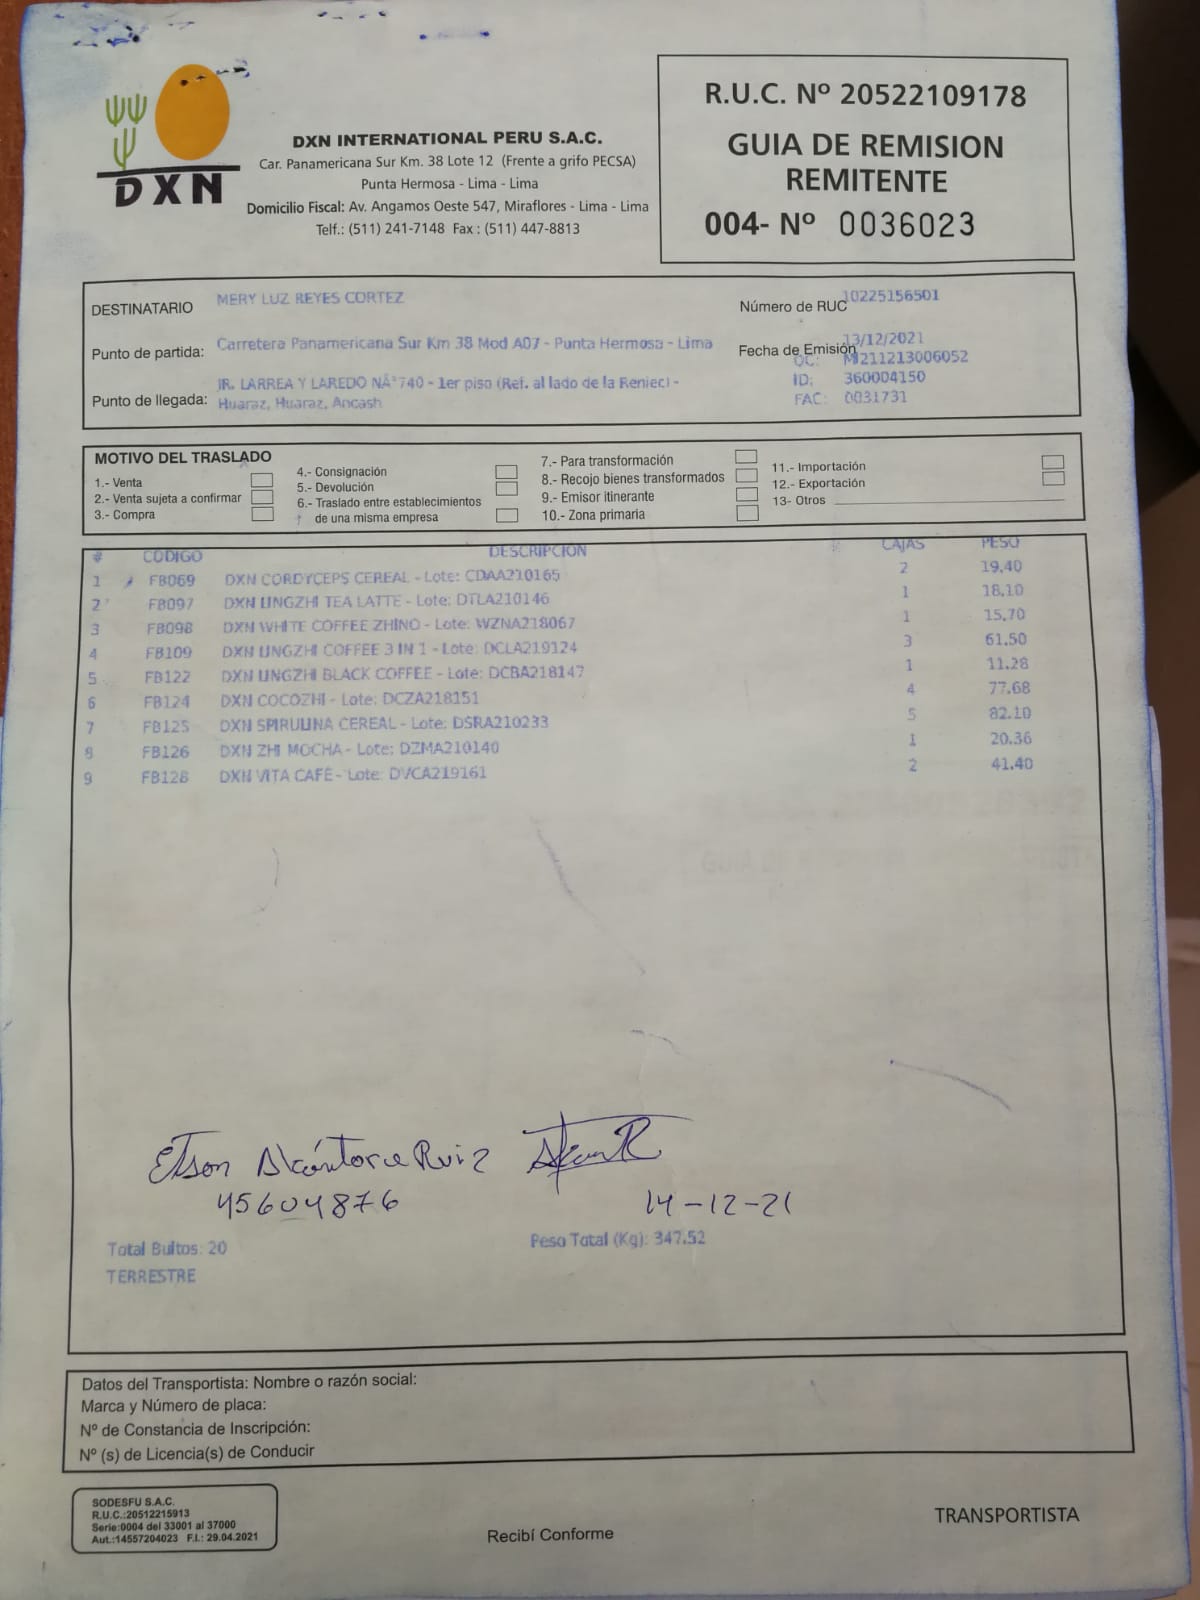 DXN
DXN INTERNATIONAL PERU S.A.C.
Car. Panamericana Sur Km. 38 Lote 12 (Frente a grifo PECSA)
Punta Hermosa - Lima - Lima
Domicilio Fiscal: Av. Angamos Oeste 547, Miraflores - Lima - Lima
Telf.: (511) 241-7148 Fax : (511) 447-8813
R.U.C. Nº 20522109178
GUIA DE REMISION
REMITENTE
004- Nº 0036023
DESTINATARIO MERY LUZ REYES CORTEZ
Número de RUC 10225156501
Punto de partida: Carretera Panamericana Sur Km 38 Mod A07 - Punta Hermosa - Lima
Fecha de Emisión 13/12/2021
OC: MI211213006052
ID: 360004150
FAC: 0031731
Punto de llegada: JR. LARREA Y LAREDO NÂ°740 - 1er piso (Ref. al lado de la Reniec) -
Huaraz, Huaraz, Ancash
MOTIVO DEL TRASLADO
1.- Venta
2.- Venta sujeta a confirmar
3.- Compra
4.- Consignación
5.- Devolución
6.- Traslado entre establecimientos
de una misma empresa
7.- Para transformación
8.- Recojo bienes transformados
9.- Emisor itinerante
10.- Zona primaria
11.- Importación
12.- Exportación
13- Otros
# CODIGO DESCRIPCION CAJAS PESO
1 FB069 DXN CORDYCEPS CEREAL - Lote: CDAA210165 2 19.40
2 FB097 DXN LINGZHI TEA LATTE - Lote: DTLA210146 1 18.10
3 FB098 DXN WHITE COFFEE ZHINO - Lote: WZNA218067 1 15.70
4 FB109 DXN LINGZHI COFFEE 3 IN 1 - Lote: DCLA219124 3 61.50
5 FB122 DXN LINGZHI BLACK COFFEE - Lote: DCBA218147 1 11.28
6 FB124 DXN COCOZHI - Lote: DCZA218151 4 77.68
7 FB125 DXN SPIRULINA CEREAL - Lote: DSRA210233 5 82.10
8 FB126 DXN ZHI MOCHA - Lote: DZMA210140 1 20.36
9 FB128 DXN VITA CAFE - Lote: DVCA219161 2 41.40
Elson Alcántara Ruiz
45604876 14-12-21
Total Bultos: 20 Peso Total (Kg): 347.52
TERRESTRE
Datos del Transportista: Nombre o razón social:
Marca y Número de placa:
Nº de Constancia de Inscripción:
Nº (s) de Licencia(s) de Conducir
SODESFU S.A.C.
R.U.C.:20512215913
Serie:0004 del 33001 al 37000
Aut.:14557204023 F.I.: 29.04.2021
Recibí Conforme
TRANSPORTISTA